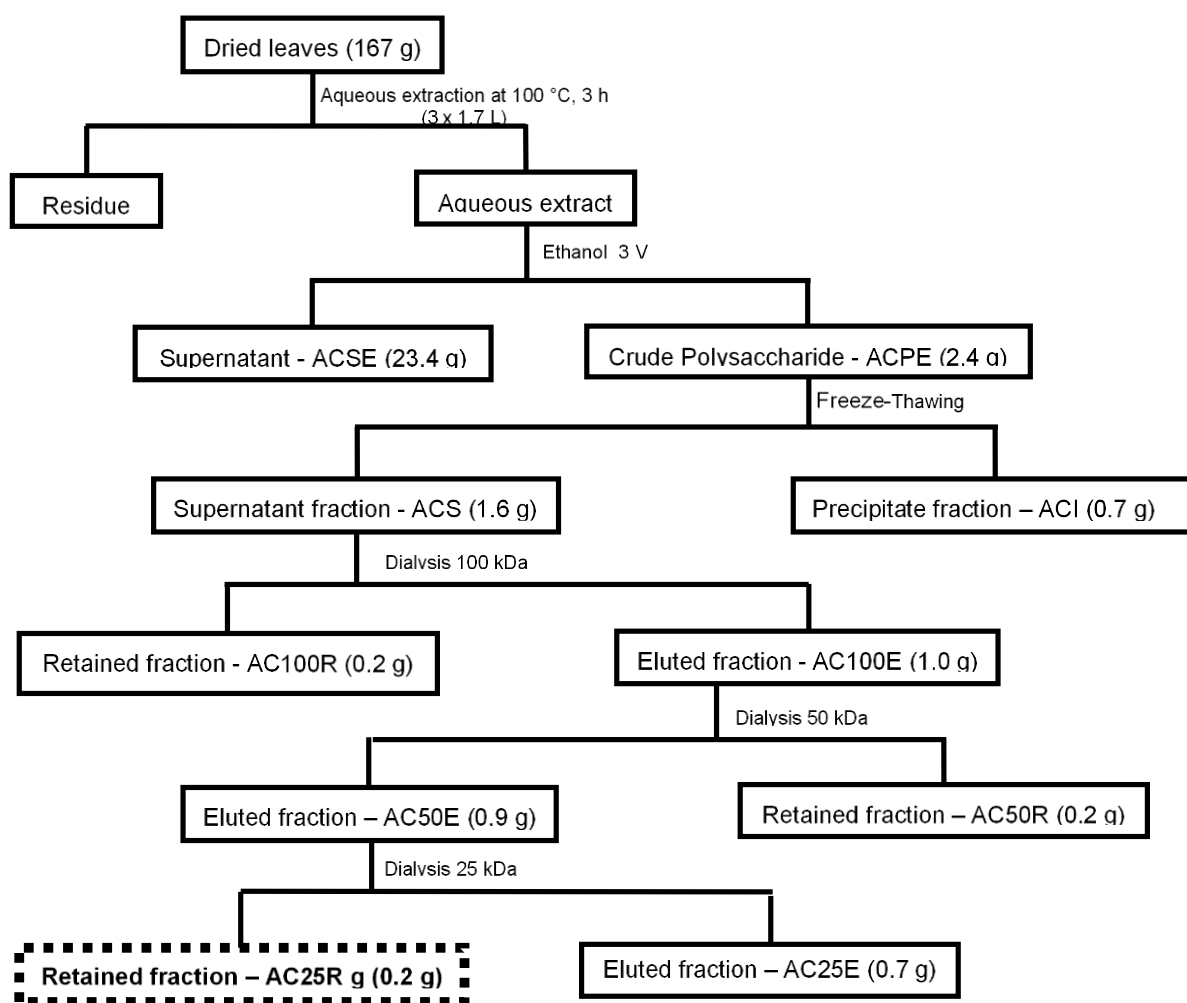 Dried leaves (167 g)
Aqueous extraction at 100 °C, 3 h
(3 x 1.7 L)
Residue
Aqueous extract
Ethanol 3 V
Supernatant - ACSE (23.4 g)
Crude Polysaccharide - ACPE (2.4 g)
Freeze-Thawing
Supernatant fraction - ACS (1.6 g)
Precipitate fraction – ACI (0.7 g)
Dialysis 100 kDa
Retained fraction - AC100R (0.2 g)
Eluted fraction - AC100E (1.0 g)
Dialysis 50 kDa
Eluted fraction – AC50E (0.9 g)
Retained fraction – AC50R (0.2 g)
Dialysis 25 kDa
Retained fraction – AC25R g (0.2 g)
Eluted fraction – AC25E (0.7 g)